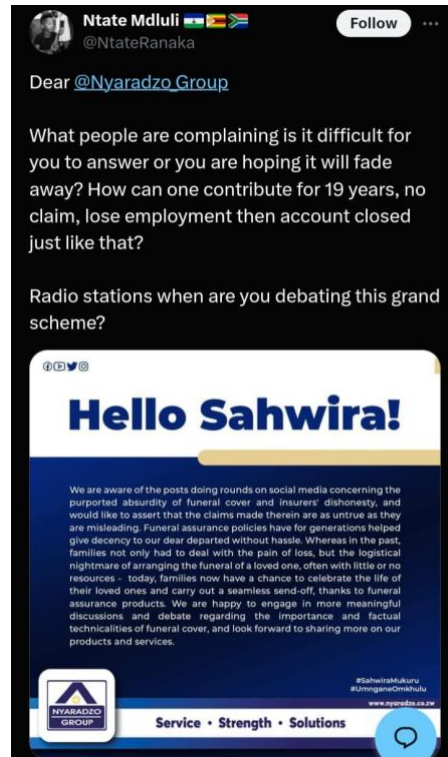 Ntate Mdluli
Follow
@NtateRanaka
Dear @Nyaradzo_Group
What people are complaining is it difficult for
you to answer or you are hoping it will fade
away? How can one contribute for 19 years, no
claim, lose employment then account closed
just like that?
Radio stations when are you debating this grand
scheme?
Hello Sahwira!
We are aware of the posts doing rounds on social media concerning the
purported absurdity of funeral cover and insurers' dishonesty, and
would like to assert that the claims made therein are as untrue as they
are misleading. Funeral assurance policies have for generations helped
give decency to our dear departed without hassle. Whereas in the past,
families not only had to deal with the pain of loss, but the logistical
nightmare of arranging the funeral of a loved one, often with little or no
resources - today, families now have a chance to celebrate the life of
their loved ones and carry out a seamless send-off, thanks to funeral
assurance products. We are happy to engage in more meaningful
discussions and debate regarding the importance and factual
technicalities of funeral cover, and look forward to sharing more on our
products and services.
#SahwiraMukuru
#UmnganeOmkhulu
www.nyaradzo.co.zw
NYARADZO
GROUP
Service • Strength • Solutions